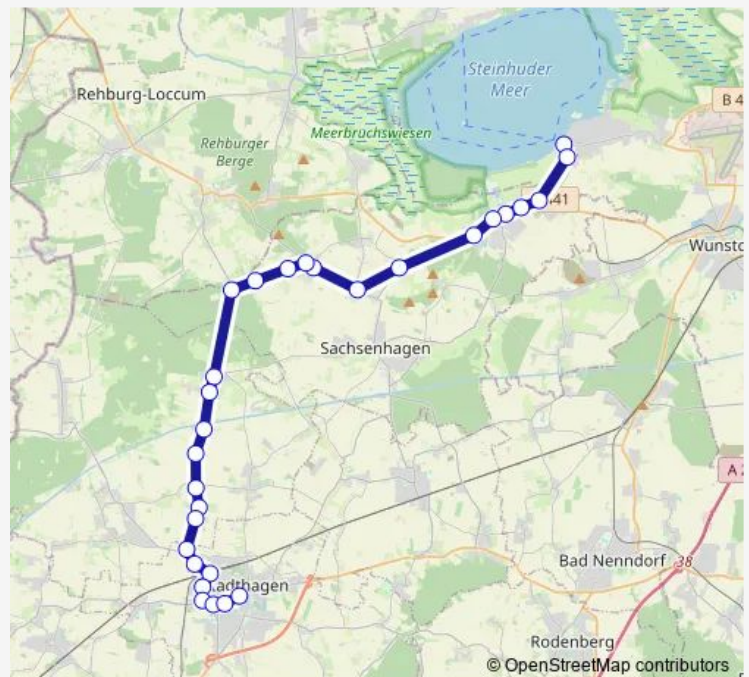 Steinhuder
Meer
Rehburg-Loccum
B 4
Meerbruchswiesen
Rehburger
Berge
441
Wunsto
Sachsenhagen
A 2
Bad Nenndorf
38
adthagen
Rodenberg
© OpenStreetMap contributors